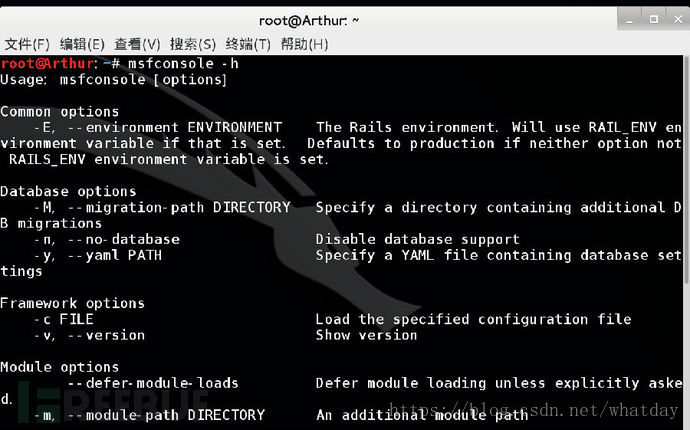 root@Arthur: ~
文件(F) 编辑(E) 查看(V) 搜索(S) 终端(T) 帮助(H)
root@Arthur:~# msfconsole -h
Usage: msfconsole [options]
Common options
-E, --environment ENVIRONMENT The Rails environment. Will use RAIL_ENV en
vironment variable if that is set. Defaults to production if neither option not
RAILS_ENV environment variable is set.
Database options
-M, --migration-path DIRECTORY Specify a directory containing additional D
B migrations
-n, --no-database Disable database support
-y, --yaml PATH Specify a YAML file containing database set
tings
Framework options
-c FILE Load the specified configuration file
-v, --version Show version
Module options
--defer-module-loads Defer module loading unless explicitly aske
d.
-m, --module-path DIRECTORY An additional module path
https://blog.csdn.net/whatday